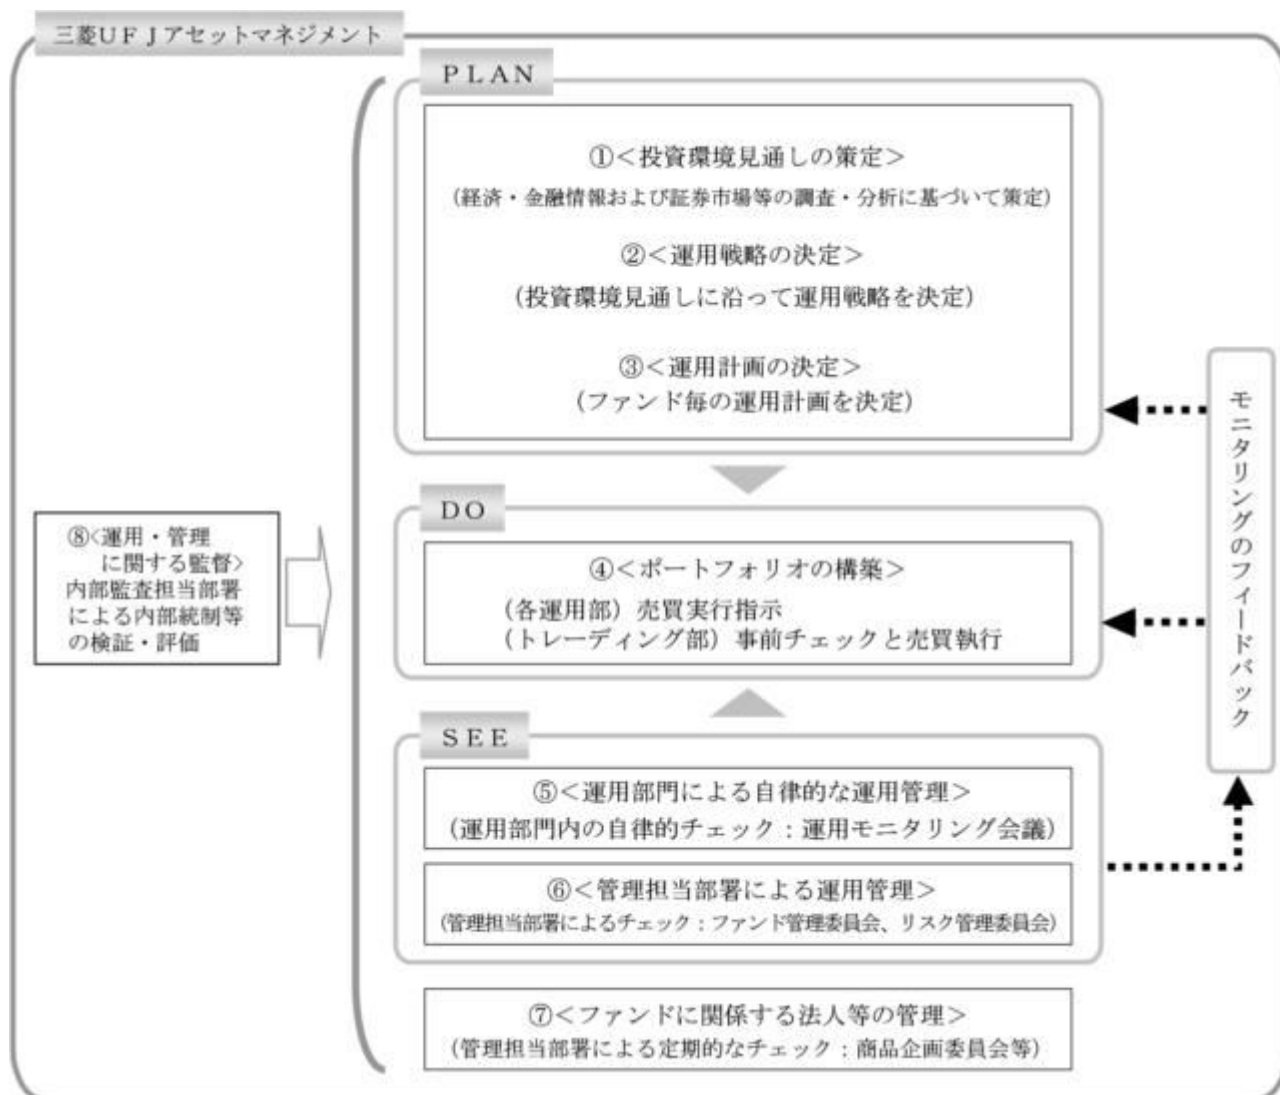 三菱ＵＦＪアセットマネジメント
ＰＬＡＮ
①＜投資環境見通しの策定＞
（経済・金融情報および証券市場等の調査・分析に基づいて策定）
②＜運用戦略の決定＞
（投資環境見通しに沿って運用戦略を決定）
③＜運用計画の決定＞
（ファンド毎の運用計画を決定）
ＤＯ
④＜ポートフォリオの構築＞
（各運用部）売買実行指示
（トレーディング部）事前チェックと売買執行
ＳＥＥ
⑤＜運用部門による自律的な運用管理＞
（運用部門内の自律的チェック：運用モニタリング会議）
⑥＜管理担当部署による運用管理＞
（管理担当部署によるチェック：ファンド管理委員会、リスク管理委員会）
⑦＜ファンドに関係する法人等の管理＞
（管理担当部署による定期的なチェック：商品企画委員会等）
⑧<運用・管理
に関する監督>
内部監査担当部署
による内部統制等
の検証・評価
モニタリングのフィードバック